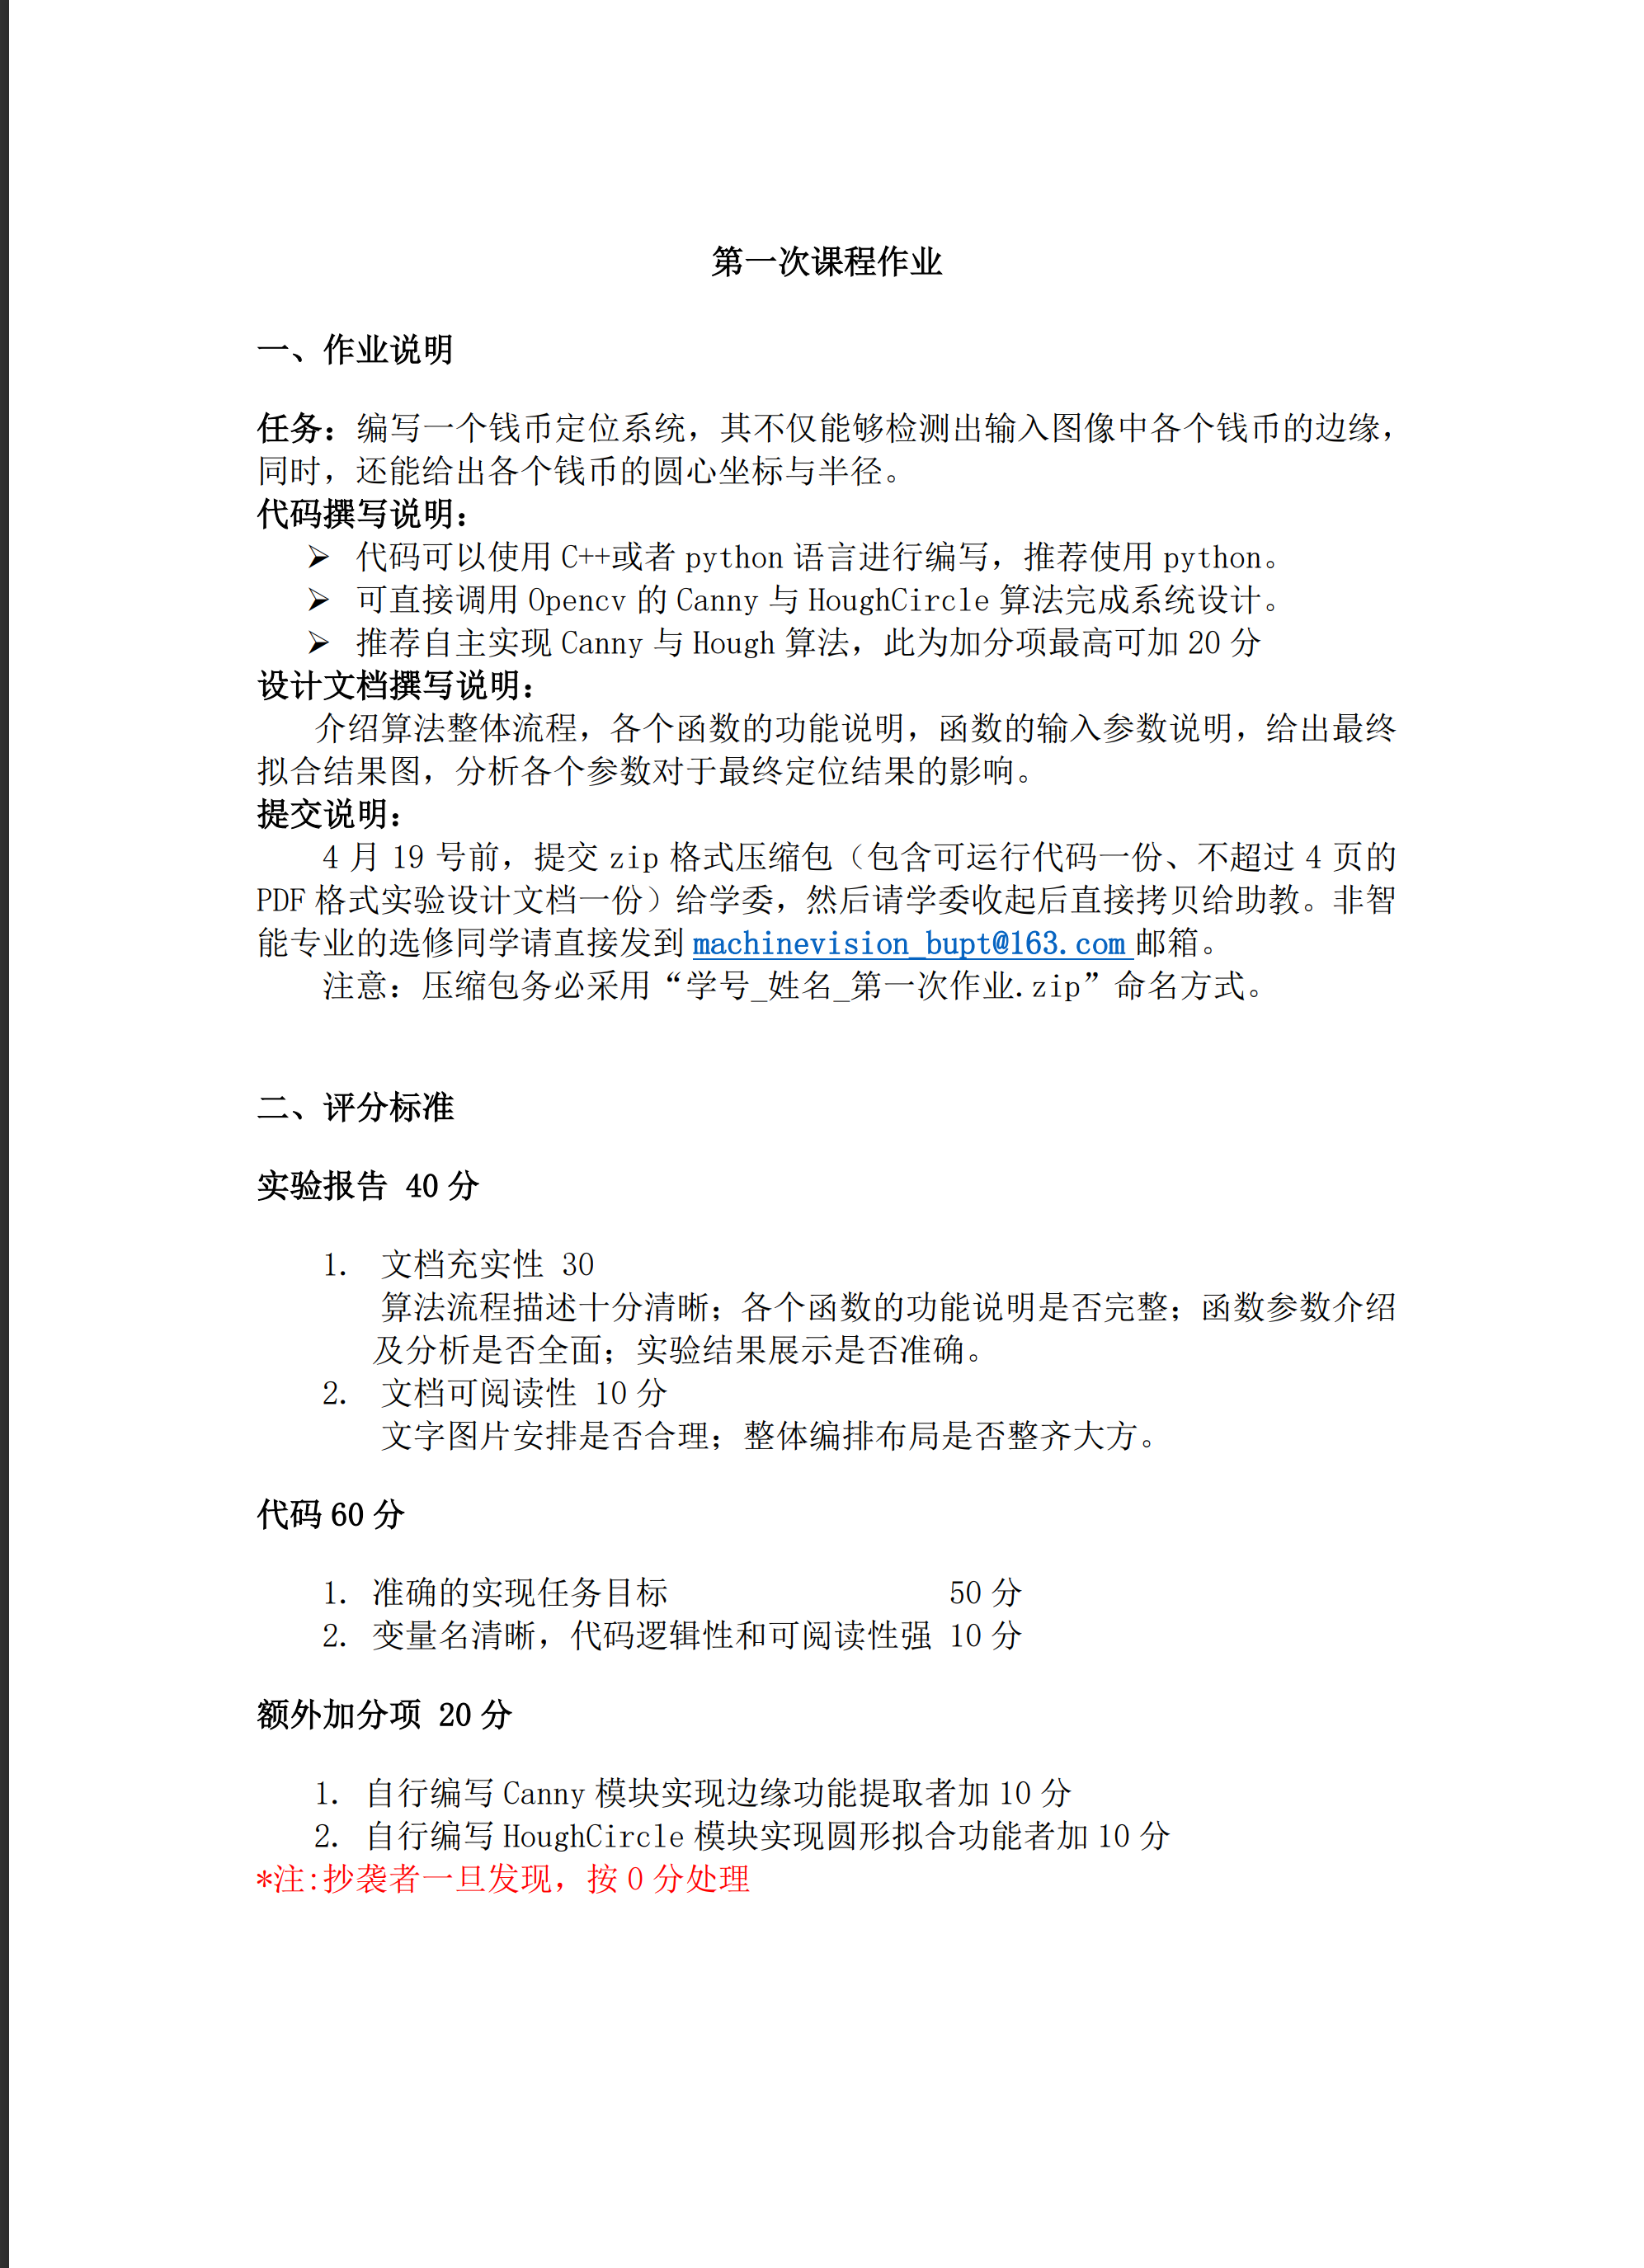 第一次课程作业
一、作业说明
任务：编写一个钱币定位系统，其不仅能够检测出输入图像中各个钱币的边缘，
同时，还能给出各个钱币的圆心坐标与半径。
代码撰写说明：
➢ 代码可以使用 C++或者 python 语言进行编写，推荐使用 python。
➢ 可直接调用 Opencv 的 Canny 与 HoughCircle 算法完成系统设计。
➢ 推荐自主实现 Canny 与 Hough 算法，此为加分项最高可加 20 分
设计文档撰写说明：
介绍算法整体流程，各个函数的功能说明，函数的输入参数说明，给出最终
拟合结果图，分析各个参数对于最终定位结果的影响。
提交说明：
4 月 19 号前，提交 zip 格式压缩包（包含可运行代码一份、不超过 4 页的
PDF 格式实验设计文档一份）给学委，然后请学委收起后直接拷贝给助教。非智
能专业的选修同学请直接发到 machinevision_bupt@163.com 邮箱。
注意：压缩包务必采用“学号_姓名_第一次作业.zip”命名方式。
二、评分标准
实验报告 40 分
1. 文档充实性 30
算法流程描述十分清晰；各个函数的功能说明是否完整；函数参数介绍
及分析是否全面；实验结果展示是否准确。
2. 文档可阅读性 10 分
文字图片安排是否合理；整体编排布局是否整齐大方。
代码 60 分
1. 准确的实现任务目标 50 分
2. 变量名清晰，代码逻辑性和可阅读性强 10 分
额外加分项 20 分
1. 自行编写 Canny 模块实现边缘功能提取者加 10 分
2. 自行编写 HoughCircle 模块实现圆形拟合功能者加 10 分
*注:抄袭者一旦发现，按 0 分处理